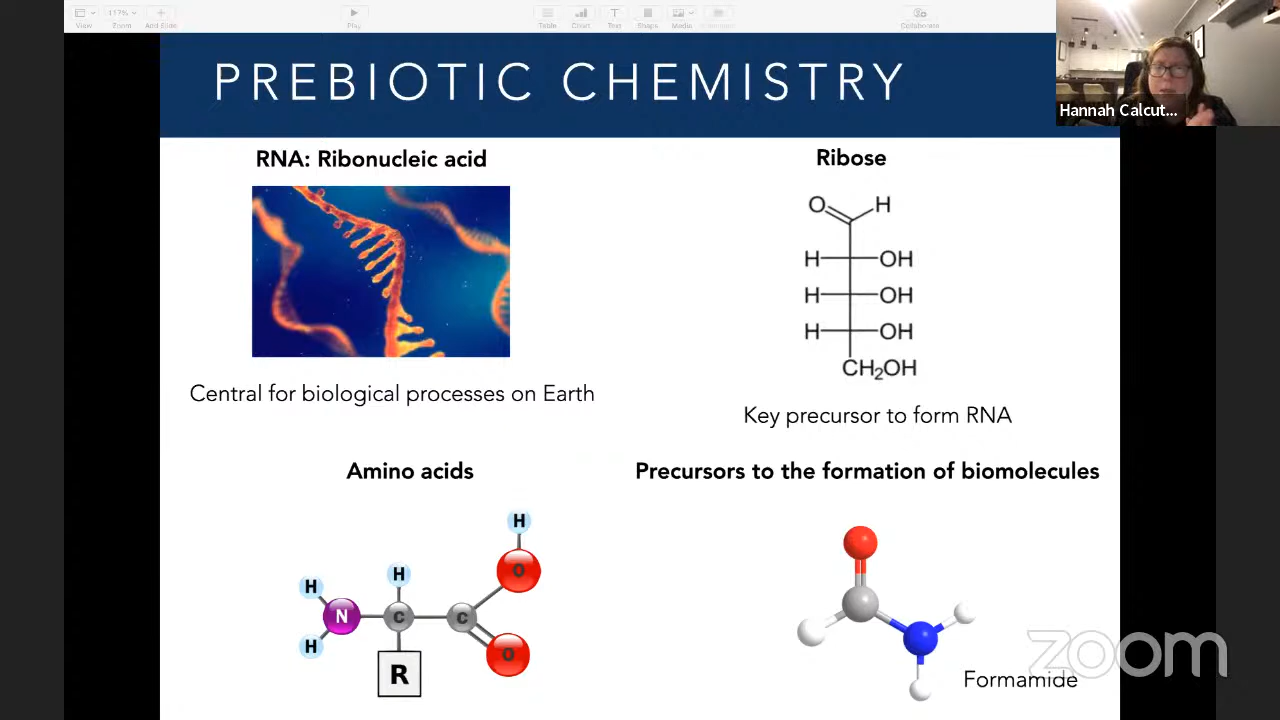 117%
View
Zoom
Add Slide
Play
Table
Chart
Text
Shape
Media
Collaborate
PREBIOTIC CHEMISTRY
Hannah Calcut...
RNA: Ribonucleic acid
Ribose
O H
H OH
H OH
H OH
CH2OH
Central for biological processes on Earth
Key precursor to form RNA
Amino acids
Precursors to the formation of biomolecules
H
O
H H
N C C
H
O
R
Formamide
zoom